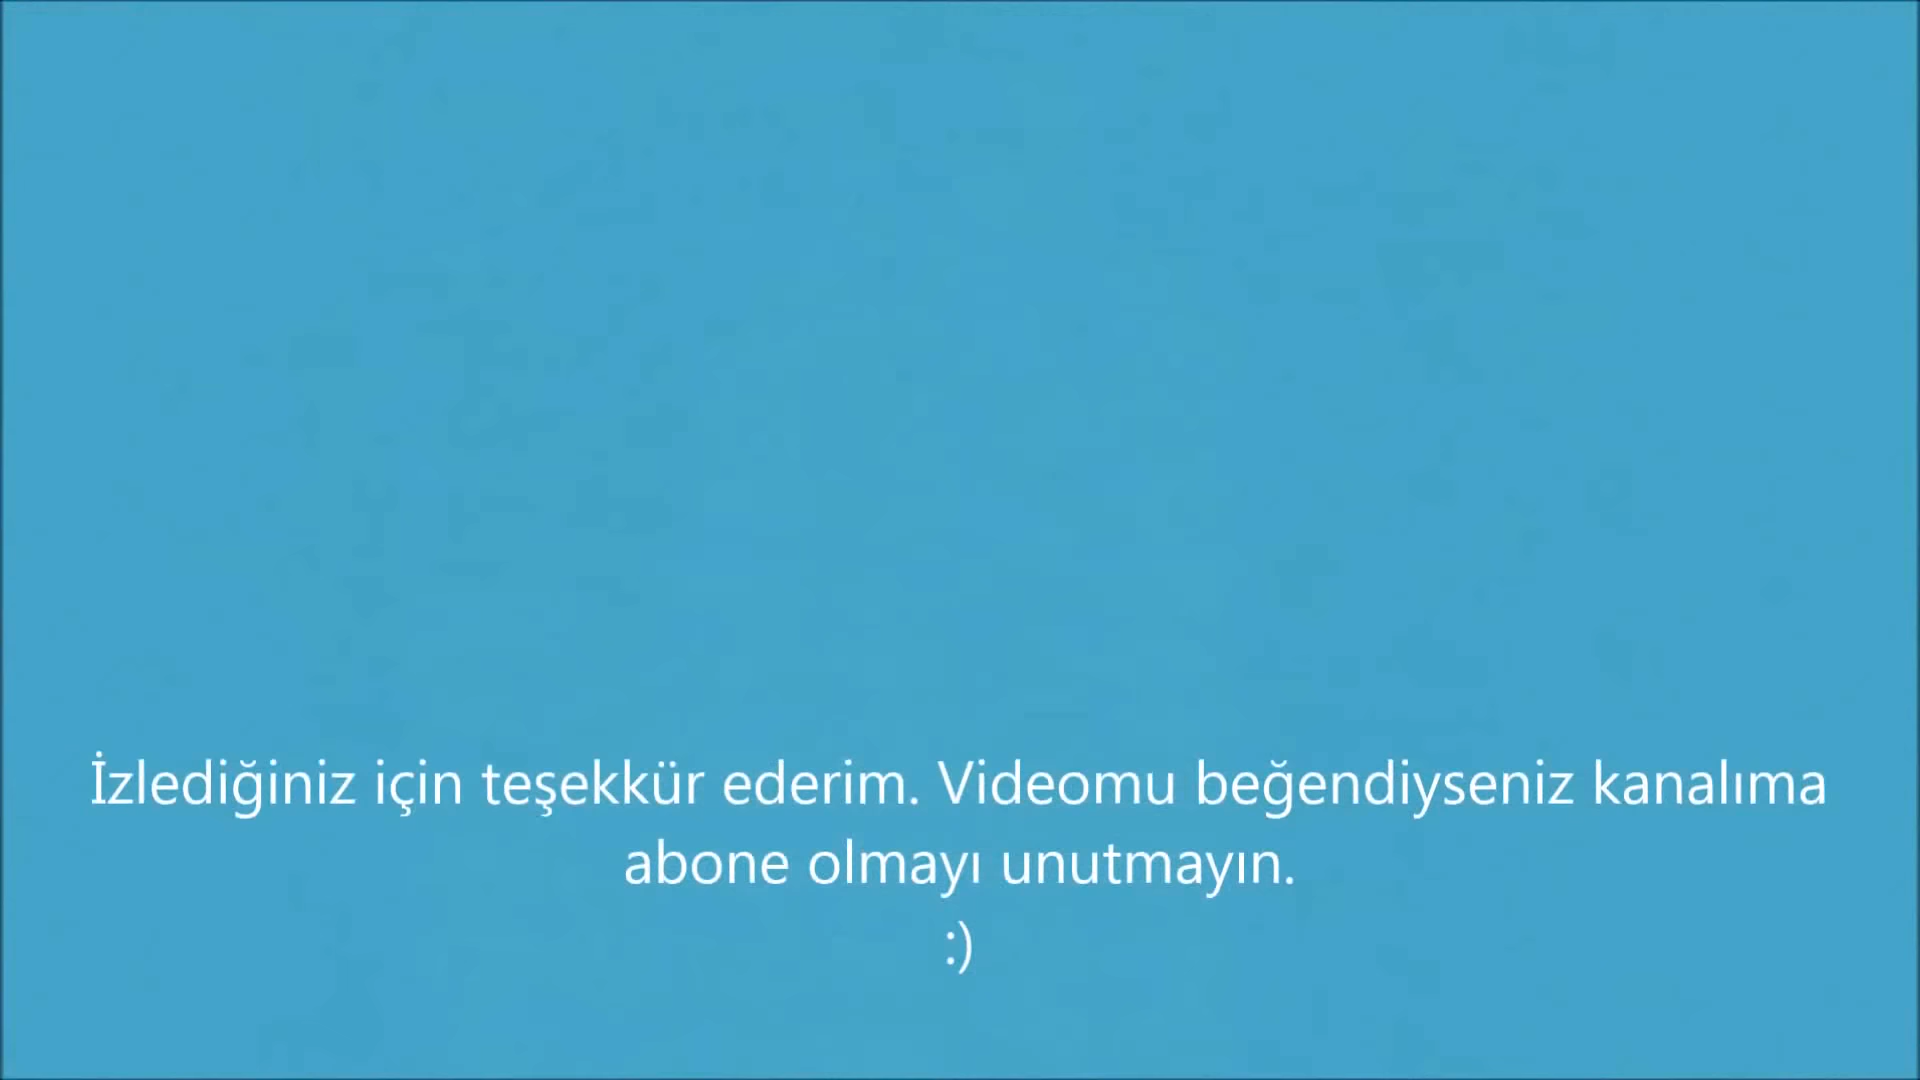 İzlediğiniz için teşekkür ederim. Videomu beğendiyseniz kanalıma
abone olmayı unutmayın.
:)